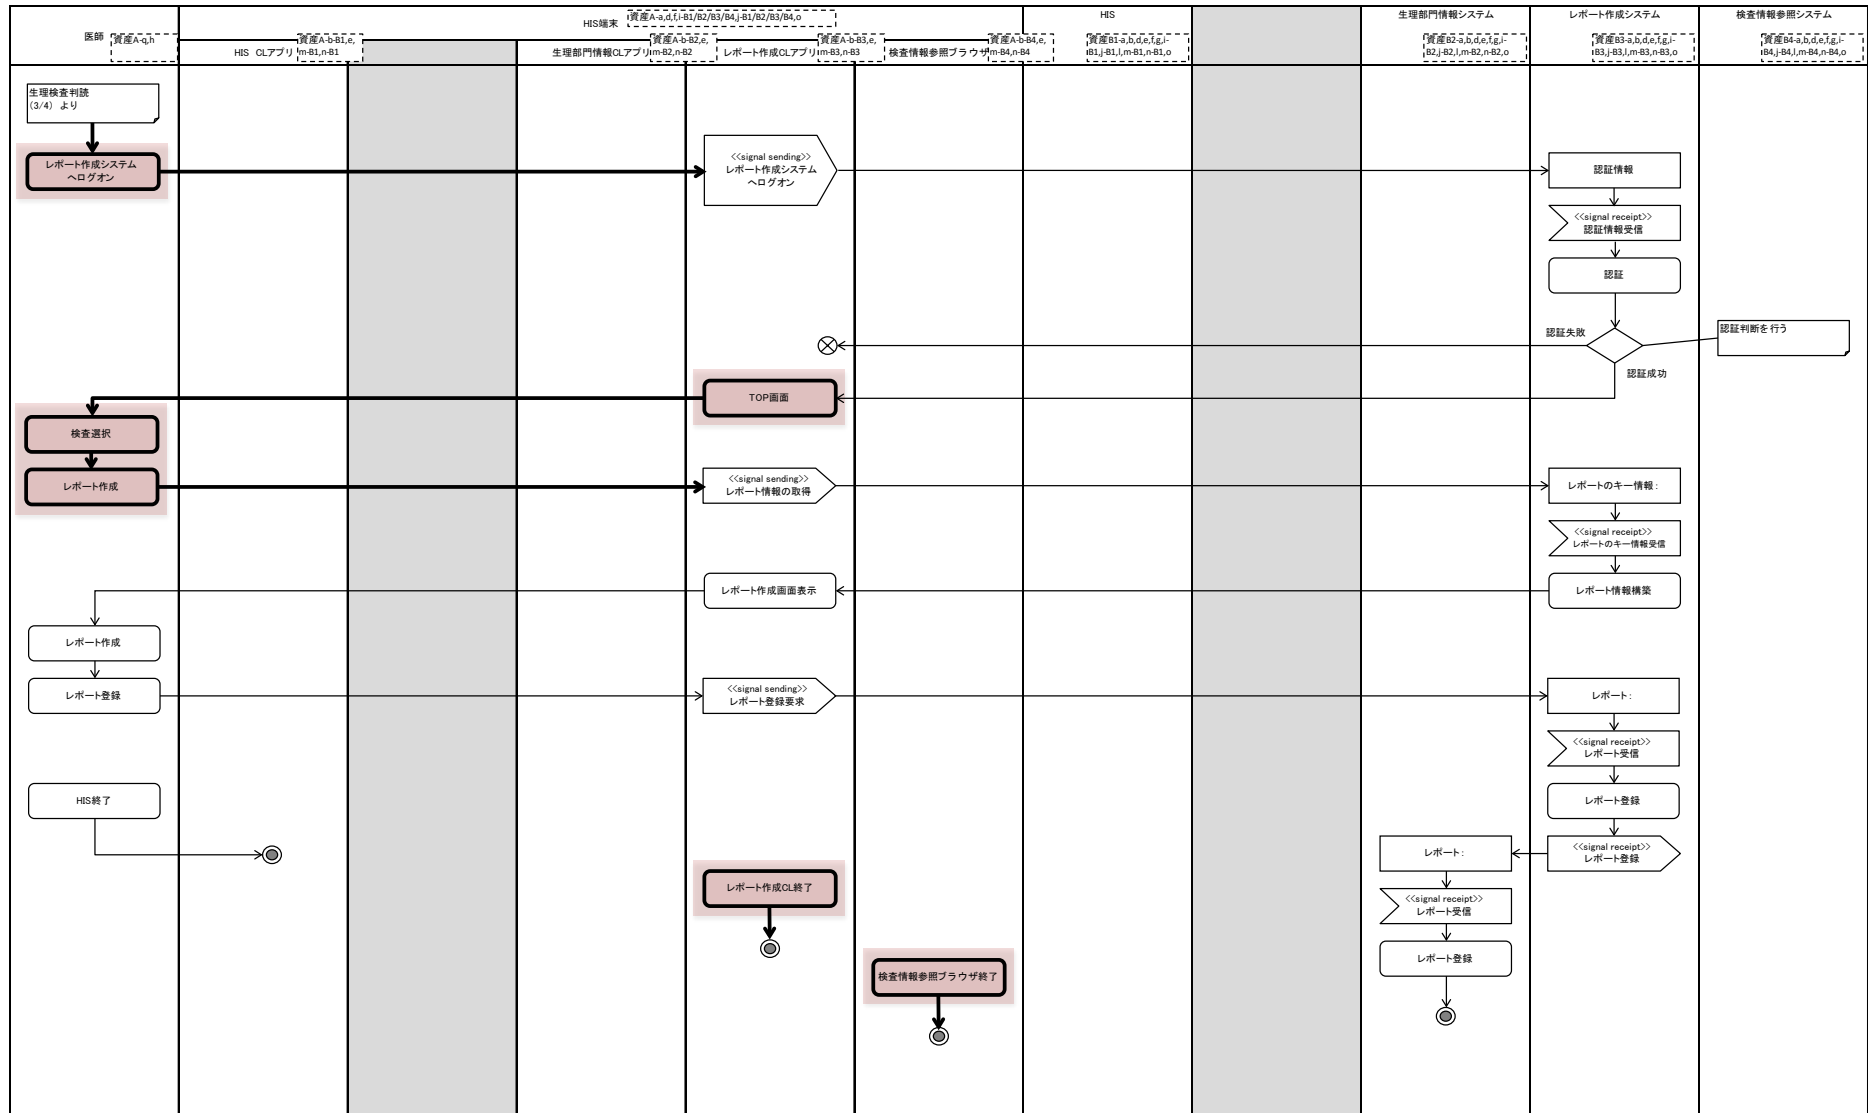 医師
資産A-q,h
HIS端末
資産A-a,d,f,i-B1/B2/B3/B4,j-B1/B2/B3/B4,o
HIS CLアプリ
資産A-b-B1,e,
m-B1,n-B1
生理部門情報CLアプリ
資産A-b-B2,e,
m-B2,n-B2
レポート作成CLアプリ
資産A-b-B3,e,
m-B3,n-B3
検査情報参照ブラウザ
資産A-b-B4,e,
m-B4,n-B4
HIS
資産B1-a,b,d,e,f,g,i-
B1,j-B1,l,m-B1,n-B1,o
生理部門情報システム
資産B2-a,b,d,e,f,g,i-
B2,j-B2,l,m-B2,n-B2,o
レポート作成システム
資産B3-a,b,d,e,f,g,i-
B3,j-B3,l,m-B3,n-B3,o
検査情報参照システム
資産B4-a,b,d,e,f,g,i-
B4,j-B4,l,m-B4,n-B4,o
生理検査判読
(3/4) より
レポート作成システム
へログオン
<<signal sending>>
レポート作成システム
へログオン
認証情報
<<signal receipt>>
認証情報受信
認証
認証失敗
認証判断を行う
認証成功
TOP画面
検査選択
レポート作成
<<signal sending>>
レポート情報の取得
レポートのキー情報:
<<signal receipt>>
レポートのキー情報受信
レポート作成画面表示
レポート情報構築
レポート作成
レポート登録
<<signal sending>>
レポート登録要求
レポート:
<<signal receipt>>
レポート受信
HIS終了
レポート登録
<<signal receipt>>
レポート登録
レポート:
レポート作成CL終了
<<signal receipt>>
レポート受信
レポート登録
検査情報参照ブラウザ終了